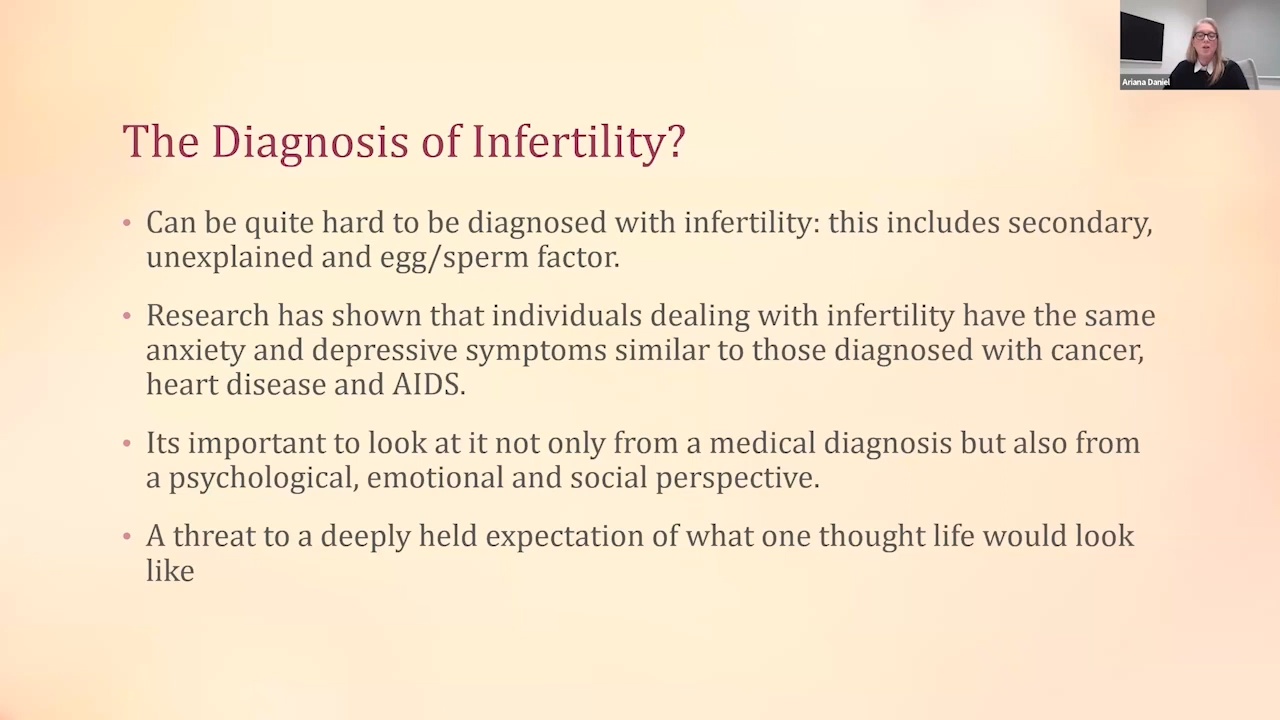 Ariana Daniel
The Diagnosis of Infertility?
• Can be quite hard to be diagnosed with infertility: this includes secondary,
unexplained and egg/sperm factor.
• Research has shown that individuals dealing with infertility have the same
anxiety and depressive symptoms similar to those diagnosed with cancer,
heart disease and AIDS.
• Its important to look at it not only from a medical diagnosis but also from
a psychological, emotional and social perspective.
• A threat to a deeply held expectation of what one thought life would look
like